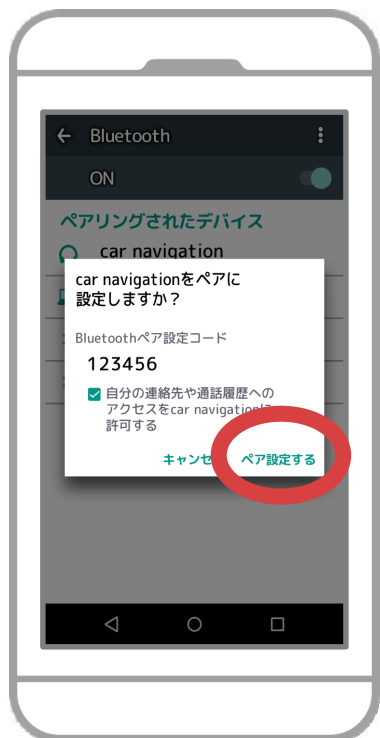 Bluetooth
ON
ペアリングされたデバイス
car navigation
car navigationをペアに
設定しますか？
Bluetoothペア設定コード
123456
自分の連絡先や通話履歴への
アクセスをcar navigationに
許可する
キャンセ
ペア設定する